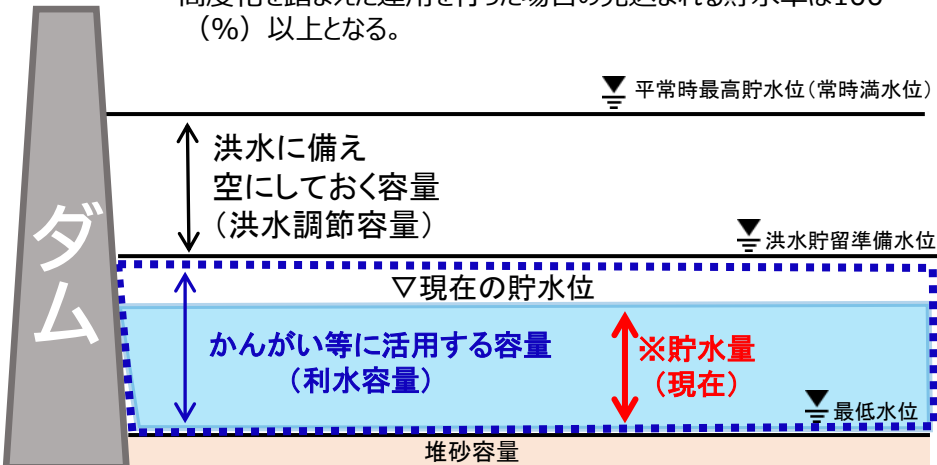 （％）以上となる。
平常時最高貯水位（常時満水位）
洪水に備え
空にしておく容量
（洪水調節容量）
洪水貯留準備水位
ダム
▽現在の貯水位
かんがい等に活用する容量
（利水容量）
※貯水量
（現在）
最低水位
堆砂容量